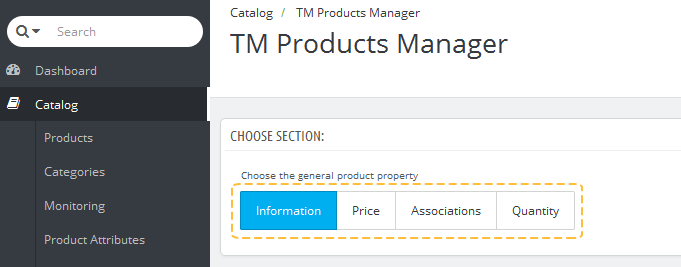 Search
Dashboard
Catalog
Products
Categories
Monitoring
Product Attributes
Catalog / TM Products Manager
TM Products Manager
CHOOSE SECTION:
Choose the general product property
Information Price Associations Quantity